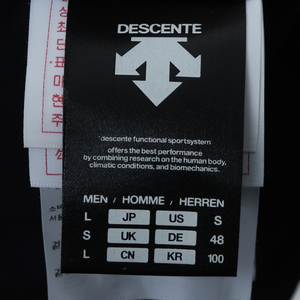 DESCENTE
descente functional sportsystem
offers the best performance
by combining research on the human body,
climatic conditions, and biomechanics.
MEN / HOMME / HERREN
L JP US S
S UK DE 48
L CN KR 100